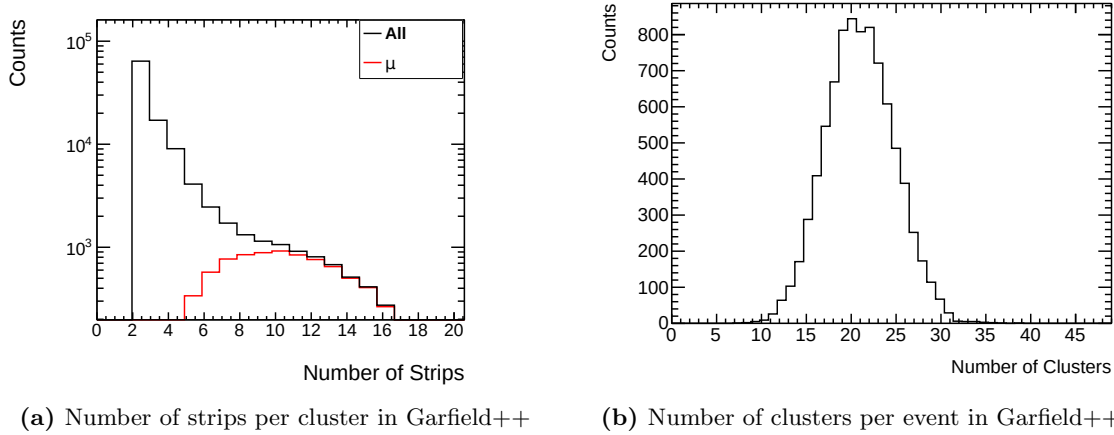 Counts
10^5
10^4
10^3
All
μ
0 2 4 6 8 10 12 14 16 18 20
Number of Strips
(a) Number of strips per cluster in Garfield++
Counts
800
700
600
500
400
300
200
100
0
0 5 10 15 20 25 30 35 40 45
Number of Clusters
(b) Number of clusters per event in Garfield++